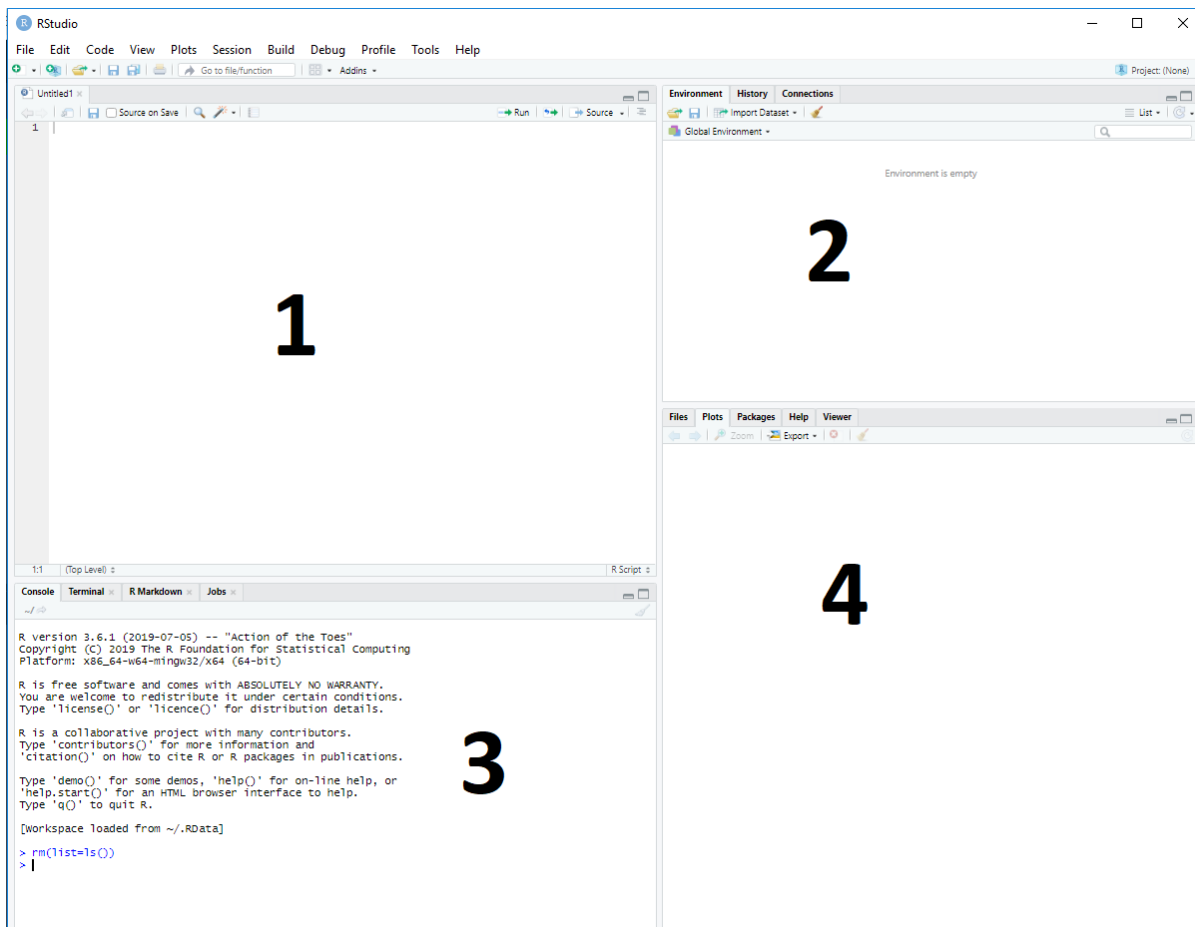 RStudio
File Edit Code View Plots Session Build Debug Profile Tools Help
Go to file/function Addins Project: (None)
Untitled1
Source on Save Run Source
1
1
1:1 (Top Level) R Script
Environment History Connections
Import Dataset List
Global Environment
Environment is empty
2
Console Terminal R Markdown Jobs
~/
R version 3.6.1 (2019-07-05) -- "Action of the Toes"
Copyright (C) 2019 The R Foundation for Statistical Computing
Platform: x86_64-w64-mingw32/x64 (64-bit)
R is free software and comes with ABSOLUTELY NO WARRANTY.
You are welcome to redistribute it under certain conditions.
Type 'license()' or 'licence()' for distribution details.
R is a collaborative project with many contributors.
Type 'contributors()' for more information and
'citation()' on how to cite R or R packages in publications.
Type 'demo()' for some demos, 'help()' for on-line help, or
'help.start()' for an HTML browser interface to help.
Type 'q()' to quit R.
[Workspace loaded from ~/.RData]
> rm(list=ls())
>
3
Files Plots Packages Help Viewer
Zoom Export
4